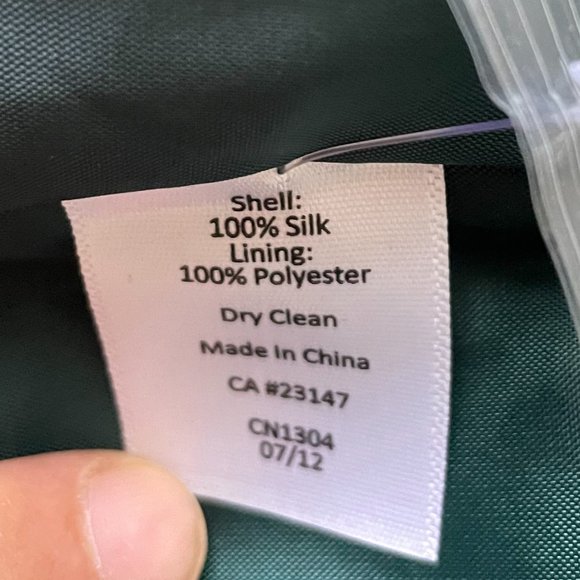 Shell:
100% Silk
Lining:
100% Polyester
Dry Clean
Made In China
CA #23147
CN1304
07/12